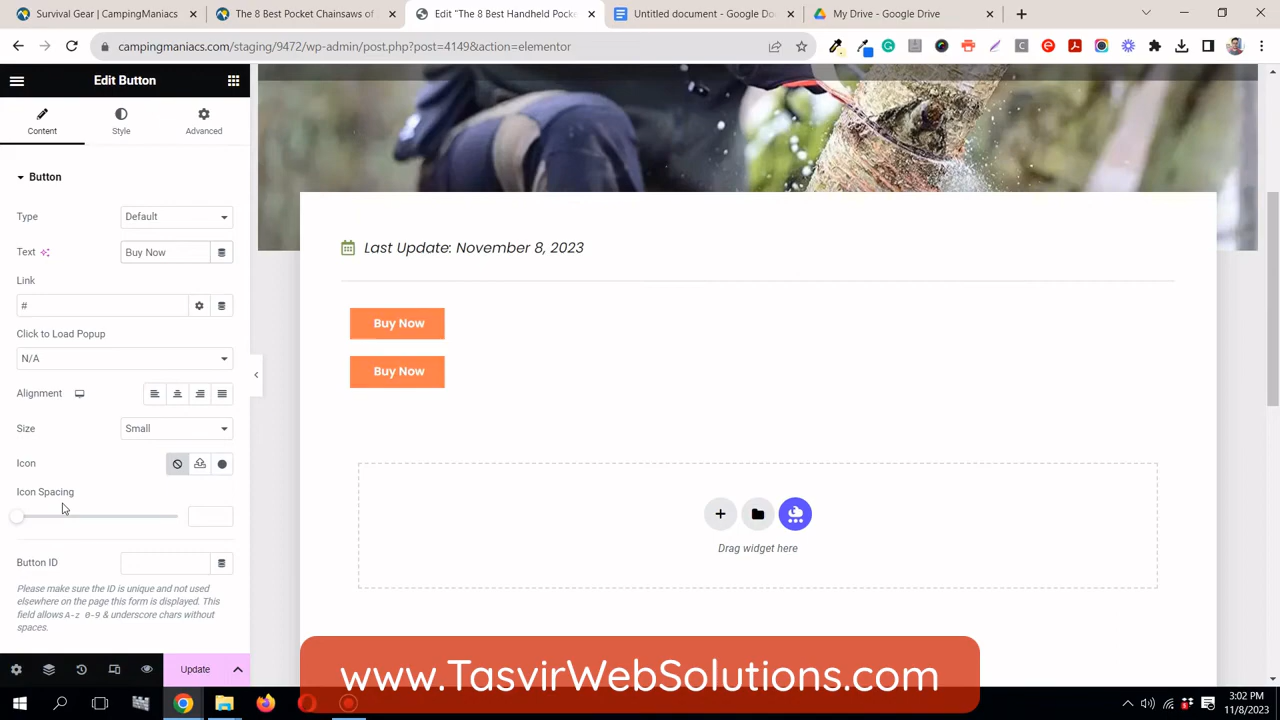 Survival Gear Companies of 20
The 8 Best Pocket Chainsaws of
Edit “The 8 Best Handheld Pocke
Untitled document - Google Do
My Drive - Google Drive
campingmaniacs.com/staging/9472/wp-admin/post.php?post=4149&action=elementor
Edit Button
Content
Style
Advanced
Button
Type
Default
Text
Buy Now
Link
#
Click to Load Popup
N/A
Alignment
Size
Small
Icon
Icon Spacing
Button ID
Please make sure the ID is unique and not used
elsewhere on the page this form is displayed. This
field allows A-z 0-9 & underscore chars without
spaces.
Update
Last Update: November 8, 2023
Buy Now
Buy Now
Drag widget here
www.TasvirWebSolutions.com
3:02 PM
11/8/2023